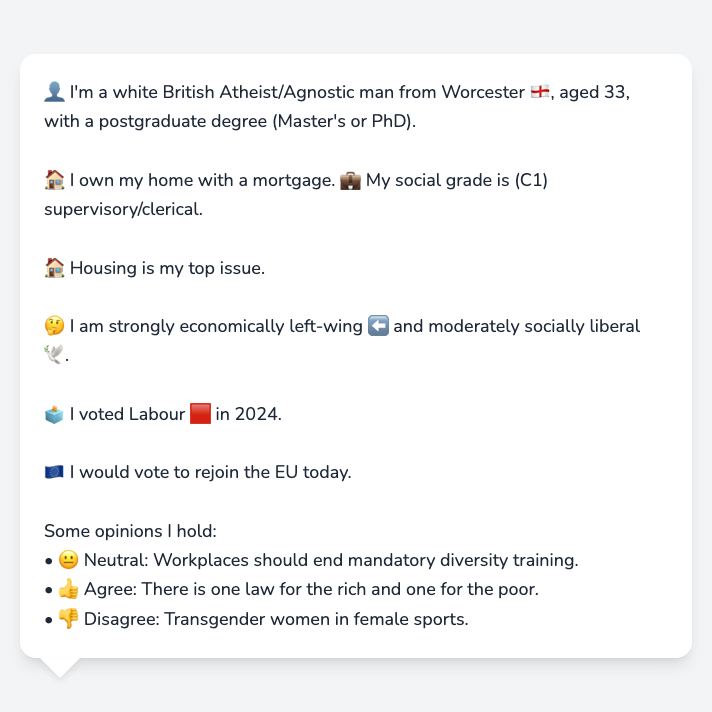 👤 I'm a white British Atheist/Agnostic man from Worcester 🏴󠁧󠁢󠁥󠁮󠁧󠁿, aged 33,
with a postgraduate degree (Master's or PhD).
🏠 I own my home with a mortgage. 💼 My social grade is (C1)
supervisory/clerical.
🏠 Housing is my top issue.
🤔 I am strongly economically left-wing ⬅️ and moderately socially liberal
🕊️.
🗳️ I voted Labour 🟥 in 2024.
🇪🇺 I would vote to rejoin the EU today.
Some opinions I hold:
• 😐 Neutral: Workplaces should end mandatory diversity training.
• 👍 Agree: There is one law for the rich and one for the poor.
• 👎 Disagree: Transgender women in female sports.